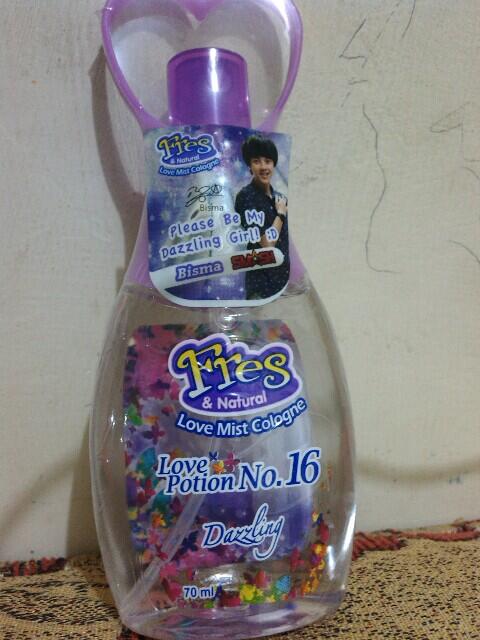 Fres
& Natural
Love Mist Cologne
Bisma
Please Be My
Dazzling Girl! :D
Bisma SM*SH
Fres
& Natural
Love Mist Cologne
Love
Potion No. 16
Dazzling
70 ml